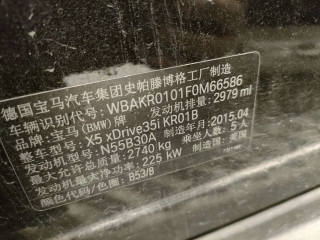 德国宝马汽车集团史帕滕博格工厂制造
车辆识别代号: WBAKR0101F0M66586
品牌: 宝马(BMW)牌 发动机排量: 2979 ml
整车型号: X5 xDrive35i KR01B
发动机型号: N55B30A 制造年月: 2015.04
最大允许总质量: 2740 kg 乘坐人数: 5人
发动机最大净功率: 225 kW 制造国: 美国
颜色代码/色图: B53/8